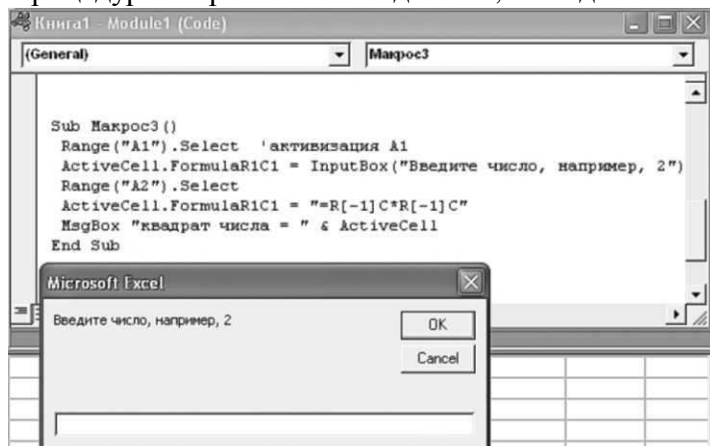 Книга1 - Module1 (Code)
(General) Макрос3
Sub Макрос3()
Range("A1").Select 'активизация A1
ActiveCell.FormulaR1C1 = InputBox("Введите число, например, 2")
Range("A2").Select
ActiveCell.FormulaR1C1 = "=R[-1]C*R[-1]C"
MsgBox "квадрат числа = " & ActiveCell
End Sub
Microsoft Excel
Введите число, например, 2
OK
Cancel